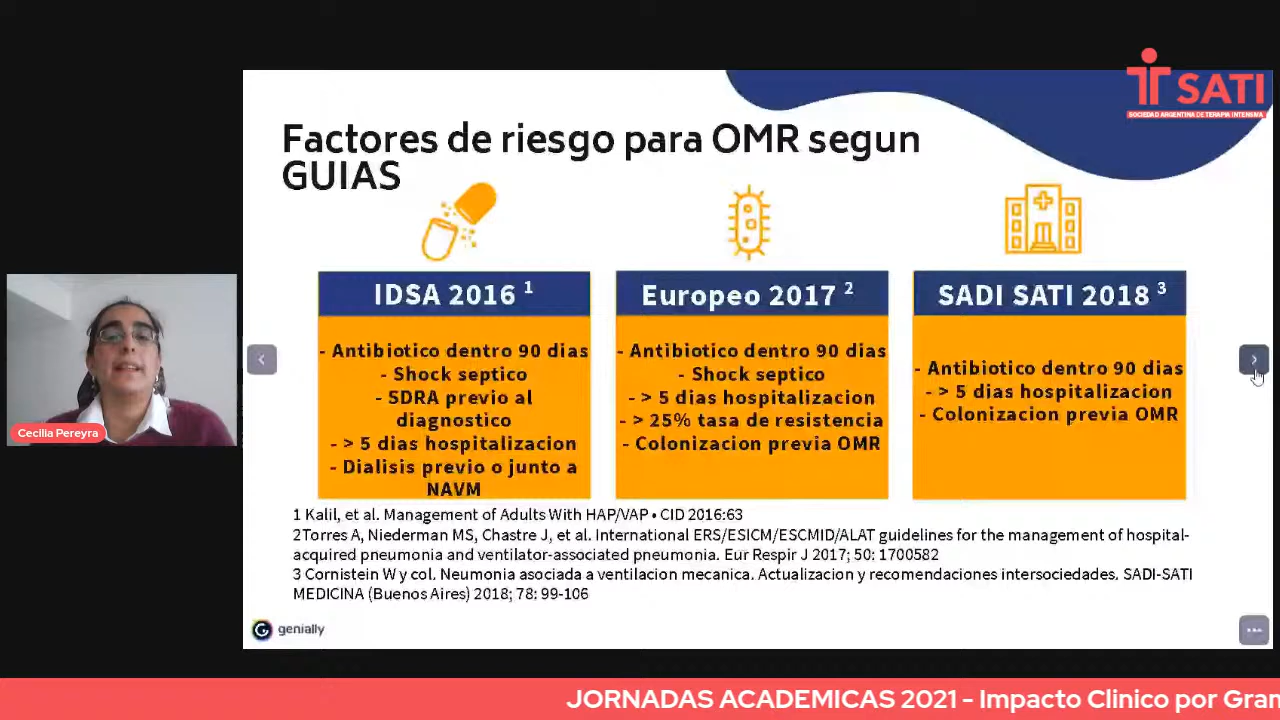 SATI
SOCIEDAD ARGENTINA DE TERAPIA INTENSIVA
Factores de riesgo para OMR segun
GUIAS
IDSA 2016 1
- Antibiotico dentro 90 dias
- Shock septico
- SDRA previo al
diagnostico
- > 5 dias hospitalizacion
- Dialisis previo o junto a
NAVM
Europeo 2017 2
- Antibiotico dentro 90 dias
- Shock septico
- > 5 dias hospitalizacion
- > 25% tasa de resistencia
- Colonizacion previa OMR
SADI SATI 2018 3
- Antibiotico dentro 90 dias
- > 5 dias hospitalizacion
- Colonizacion previa OMR
Cecilia Pereyra
1 Kalil, et al. Management of Adults With HAP/VAP • CID 2016:63
2Torres A, Niederman MS, Chastre J, et al. International ERS/ESICM/ESCMID/ALAT guidelines for the management of hospital-
acquired pneumonia and ventilator-associated pneumonia. Eur Respir J 2017; 50: 1700582
3 Cornistein W y col. Neumonia asociada a ventilacion mecanica. Actualizacion y recomendaciones intersociedades. SADI-SATI
MEDICINA (Buenos Aires) 2018; 78: 99-106
genially
JORNADAS ACADEMICAS 2021 - Impacto Clinico por Gran